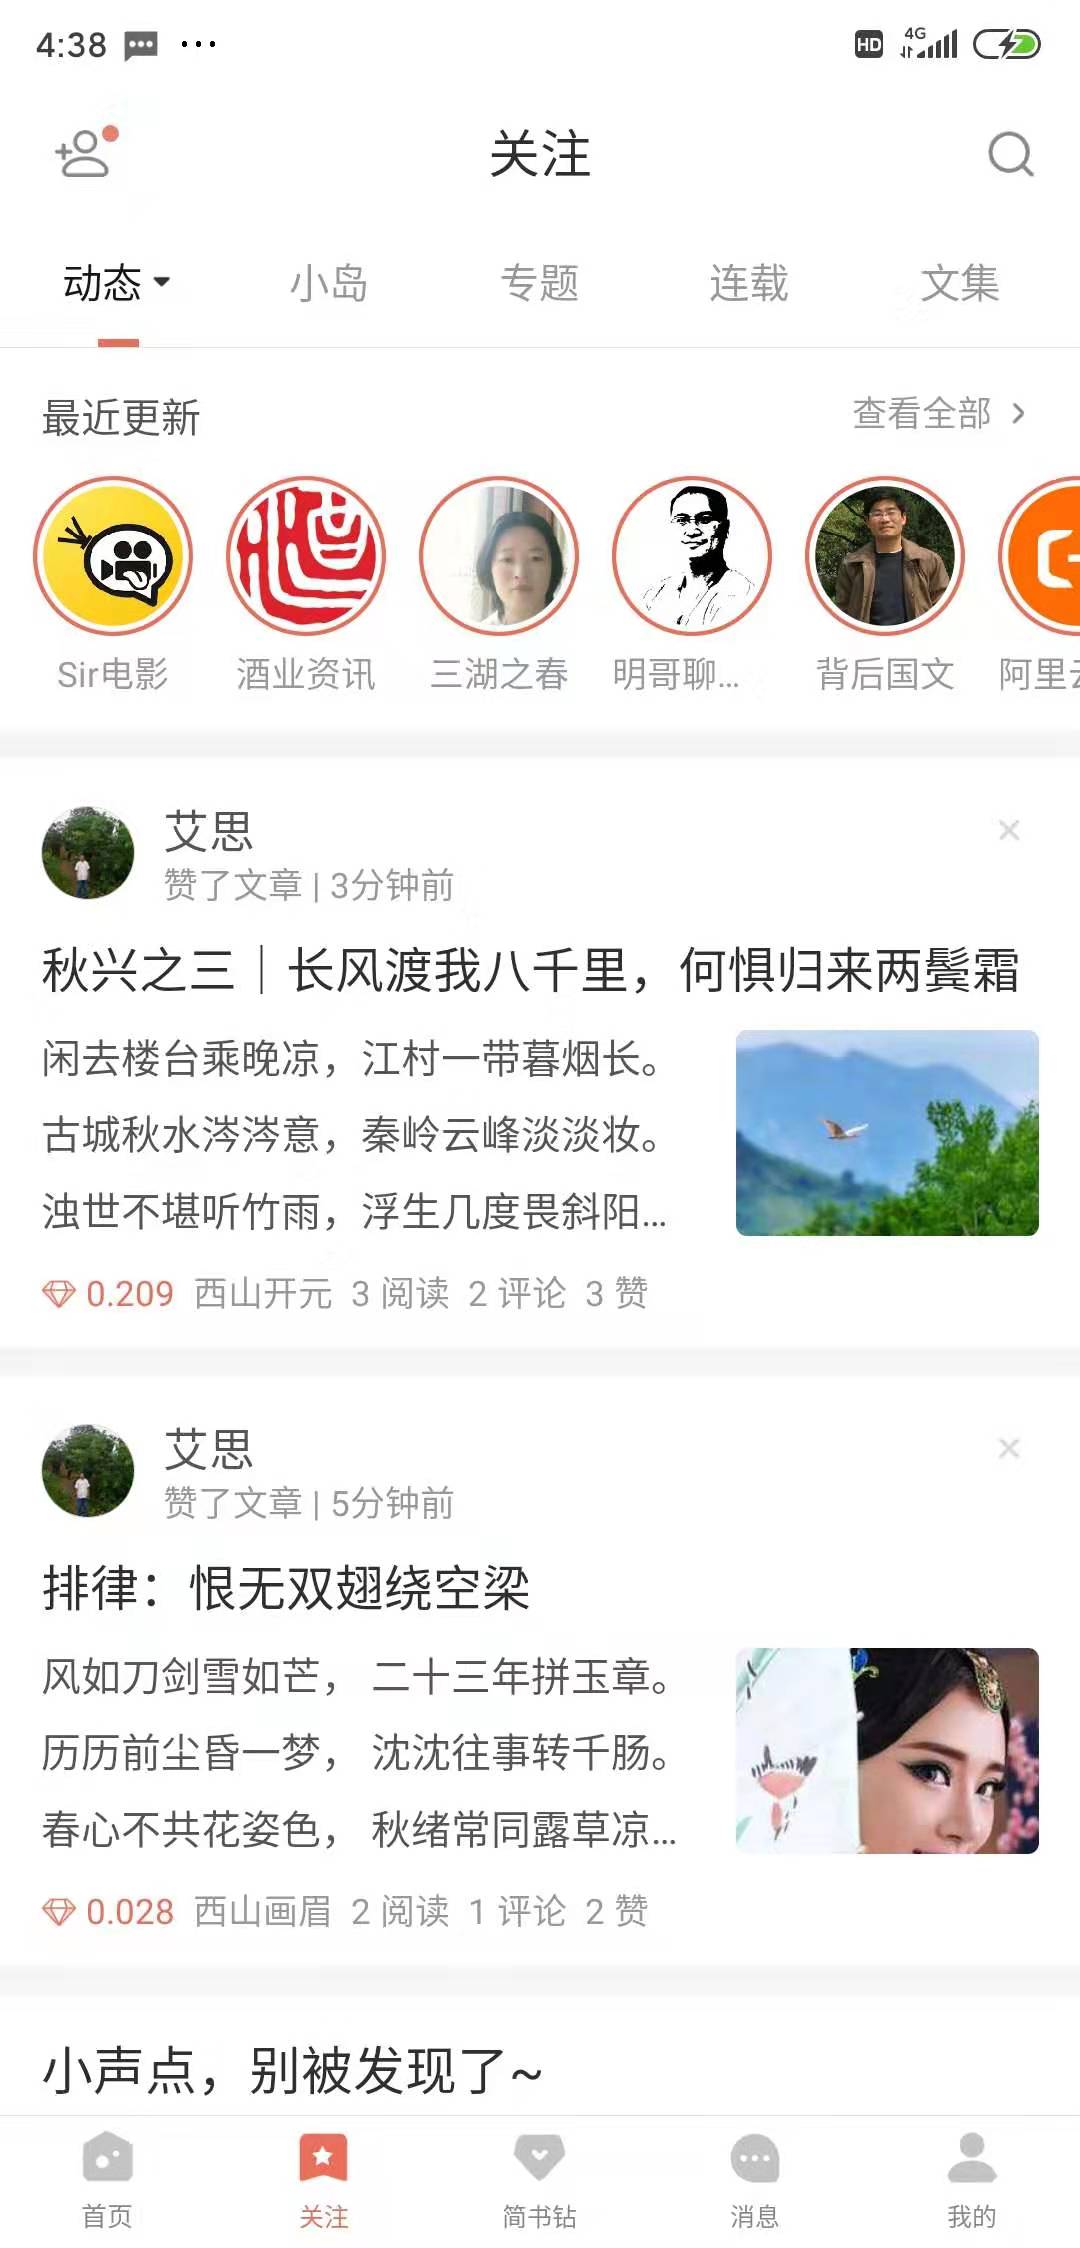 4:38
HD 4G
关注
动态 小岛 专题 连载 文集
最近更新 查看全部
Sir电影 酒业资讯 三湖之春 明哥聊... 背后国文 阿里云
艾思
赞了文章 | 3分钟前
秋兴之三｜长风渡我八千里，何惧归来两鬓霜
闲去楼台乘晚凉，江村一带暮烟长。
古城秋水涔涔意，秦岭云峰淡淡妆。
浊世不堪听竹雨，浮生几度畏斜阳...
0.209 西山开元 3 阅读 2 评论 3 赞
艾思
赞了文章 | 5分钟前
排律：恨无双翅绕空梁
风如刀剑雪如芒， 二十三年拼玉章。
历历前尘昏一梦， 沈沈往事转千肠。
春心不共花姿色， 秋绪常同露草凉...
0.028 西山画眉 2 阅读 1 评论 2 赞
小声点，别被发现了~
首页 关注 简书钻 消息 我的